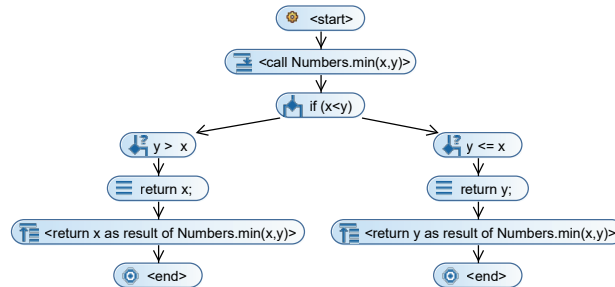 <start>
<call Numbers.min(x,y)>
if (x<y)
y > x
y <= x
return x;
return y;
<return x as result of Numbers.min(x,y)>
<return y as result of Numbers.min(x,y)>
<end>
<end>